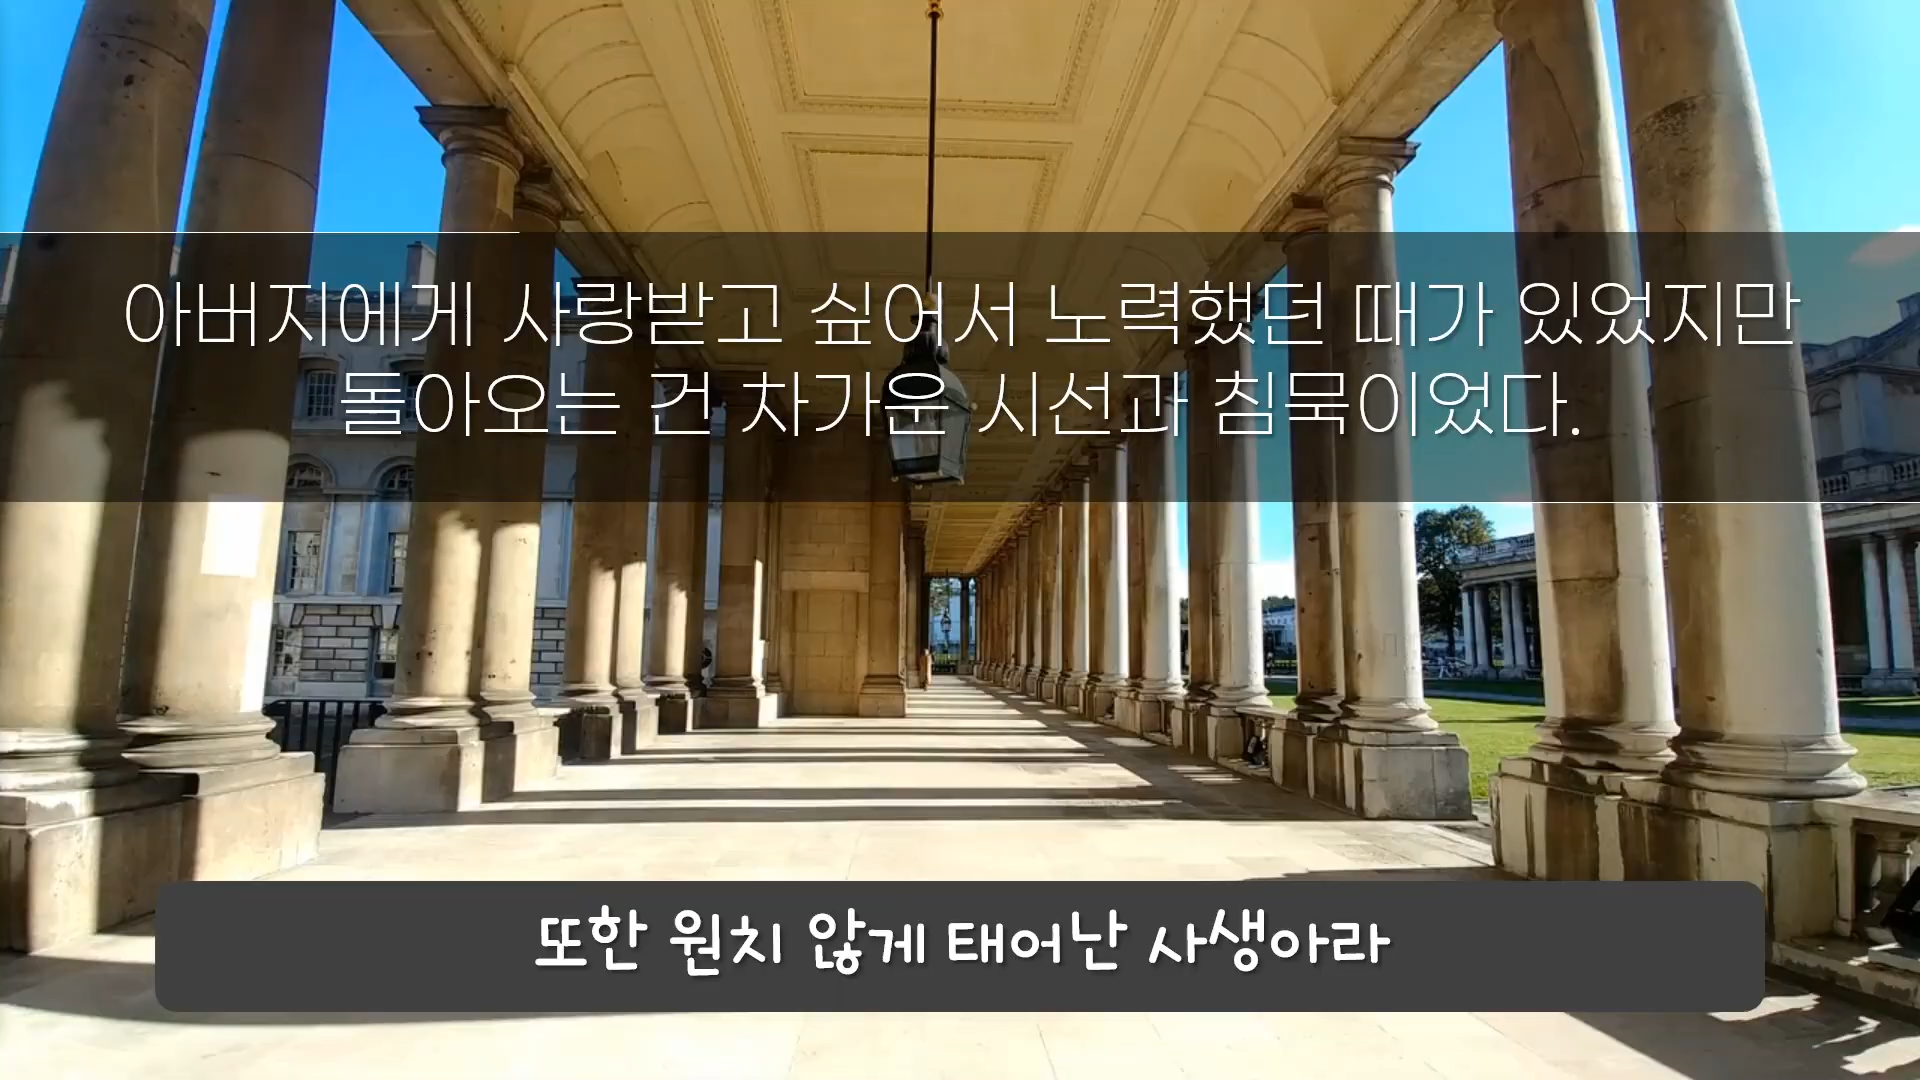 아버지에게 사랑받고 싶어서 노력했던 때가 있었지만
돌아오는 건 차가운 시선과 침묵이었다.
또한 원치 않게 태어난 사생아라